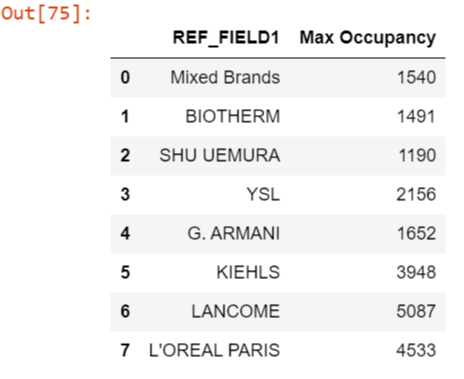 Out[75]:
REF_FIELD1 Max Occupancy
0 Mixed Brands 1540
1 BIOTHERM 1491
2 SHU UEMURA 1190
3 YSL 2156
4 G. ARMANI 1652
5 KIEHLS 3948
6 LANCOME 5087
7 L'OREAL PARIS 4533